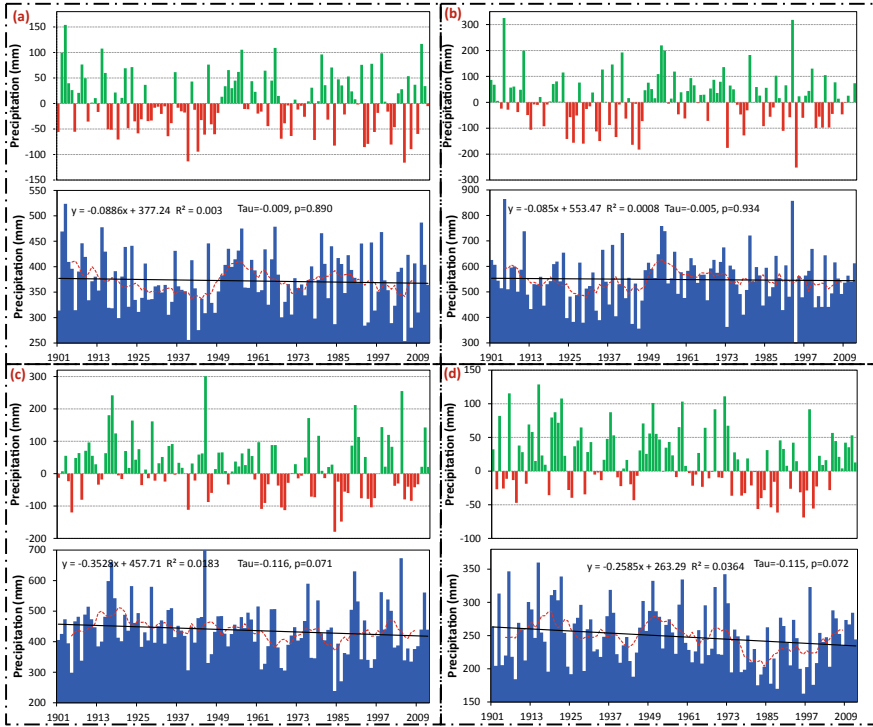 (a)
Precipitation (mm)
150
100
50
0
-50
-100
-150
Precipitation (mm)
550
500
450
400
350
300
250
y = -0.0886x + 377.24 R² = 0.003 Tau=-0.009, p=0.890
1901 1913 1925 1937 1949 1961 1973 1985 1997 2009
(b)
Precipitation (mm)
300
200
100
0
-100
-200
-300
Precipitation (mm)
900
800
700
600
500
400
300
y = -0.085x + 553.47 R² = 0.0008 Tau=-0.005, p=0.934
1901 1913 1925 1937 1949 1961 1973 1985 1997 2009
(c)
Precipitation (mm)
300
200
100
0
-100
-200
Precipitation (mm)
700
600
500
400
300
200
y = -0.3528x + 457.71 R² = 0.0183 Tau=-0.116, p=0.071
1901 1913 1925 1937 1949 1961 1973 1985 1997 2009
(d)
Precipitation (mm)
150
100
50
0
-50
-100
Precipitation (mm)
350
300
250
200
150
y = -0.2585x + 263.29 R² = 0.0364 Tau=-0.115, p=0.072
1901 1913 1925 1937 1949 1961 1973 1985 1997 2009